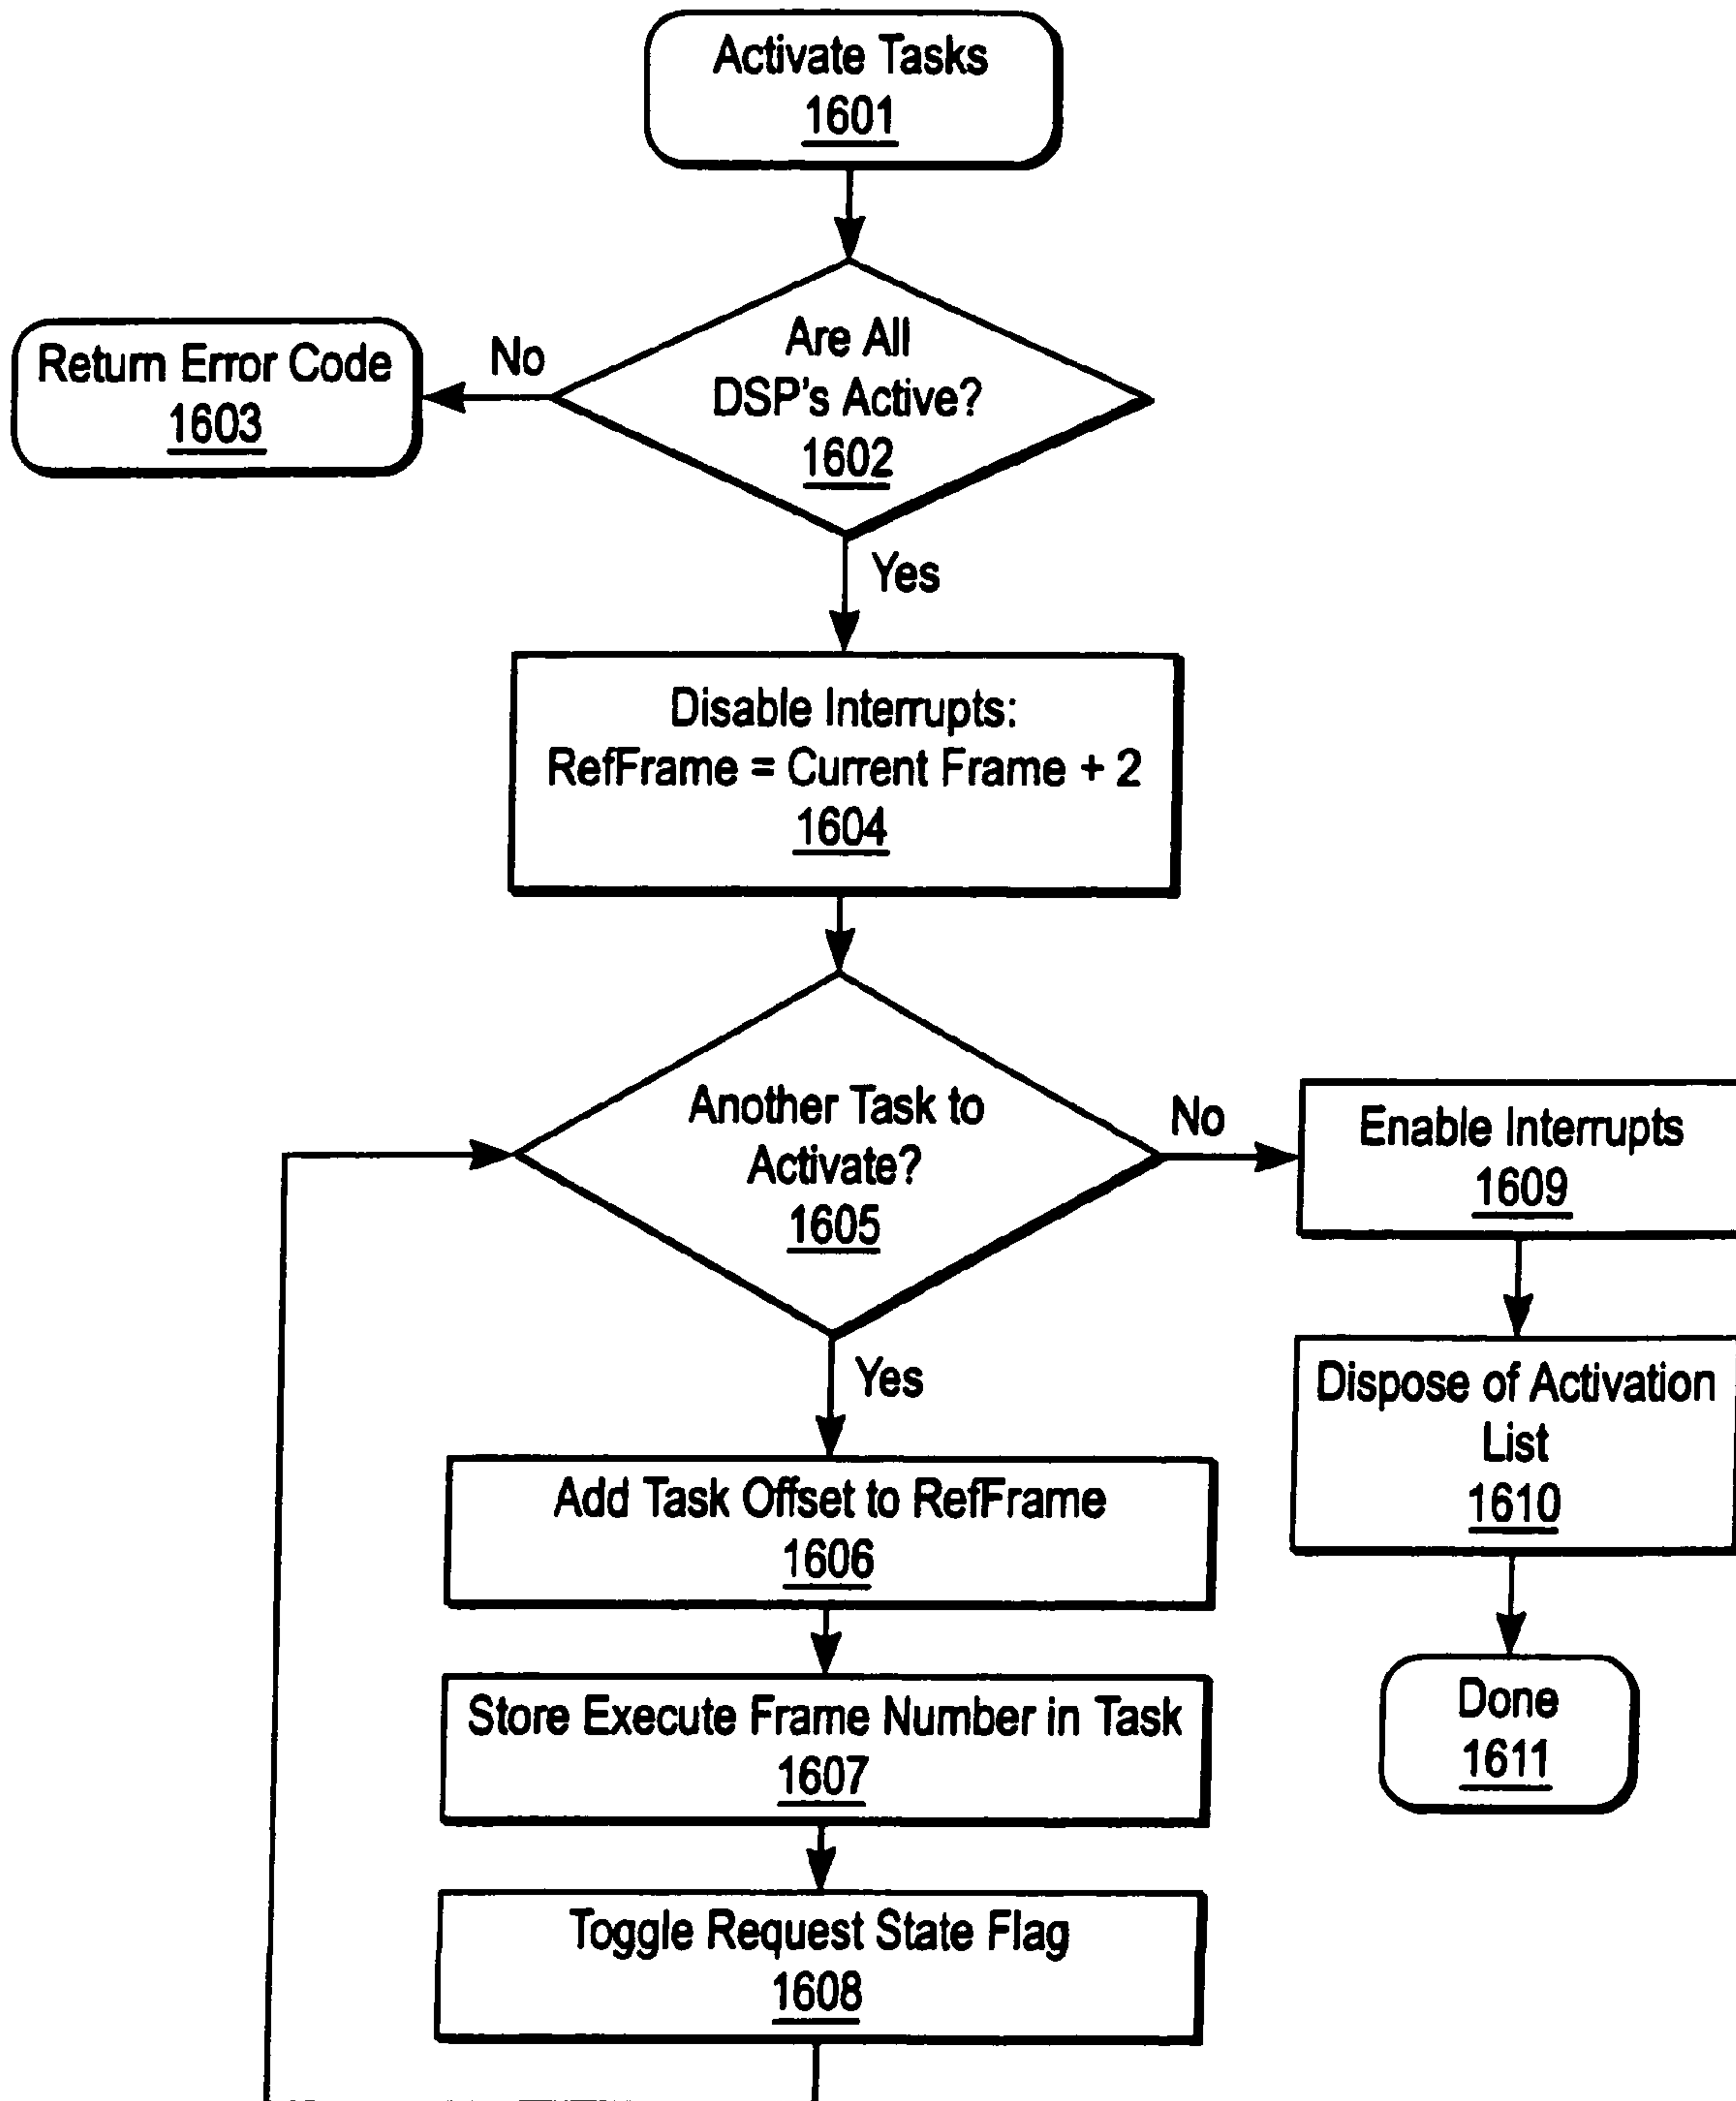 Activate Tasks
1601
Are All
DSP's Active?
1602
No
Return Error Code
1603
Yes
Disable Interrupts:
RefFrame = Current Frame + 2
1604
Another Task to
Activate?
1605
No
Enable Interrupts
1609
Yes
Dispose of Activation
List
1610
Add Task Offset to RefFrame
1606
Store Execute Frame Number in Task
1607
Done
1611
Toggle Request State Flag
1608